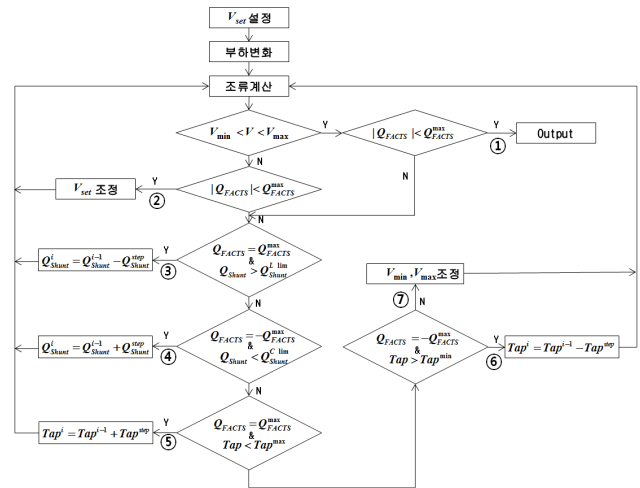 V_set 설정
부하변화
조류계산
V_min < V < V_max
Y
| Q_FACTS | < Q_FACTS^max
Y
①
Output
N
N
| Q_FACTS | < Q_FACTS^max
Y
②
V_set 조정
N
Q_FACTS = Q_FACTS^max
&
Q_Shunt > Q_Shunt^L lim
Y
③
Q_Shunt^i = Q_Shunt^i-1 − Q_Shunt^step
N
Q_FACTS = −Q_FACTS^max
&
Q_Shunt < Q_Shunt^C lim
Y
④
Q_Shunt^i = Q_Shunt^i-1 + Q_Shunt^step
N
Q_FACTS = Q_FACTS^max
&
Tap < Tap^max
Y
⑤
Tap^i = Tap^i-1 + Tap^step
V_min , V_max 조정
⑦
N
Q_FACTS = −Q_FACTS^max
&
Tap > Tap^min
Y
⑥
Tap^i = Tap^i-1 − Tap^step